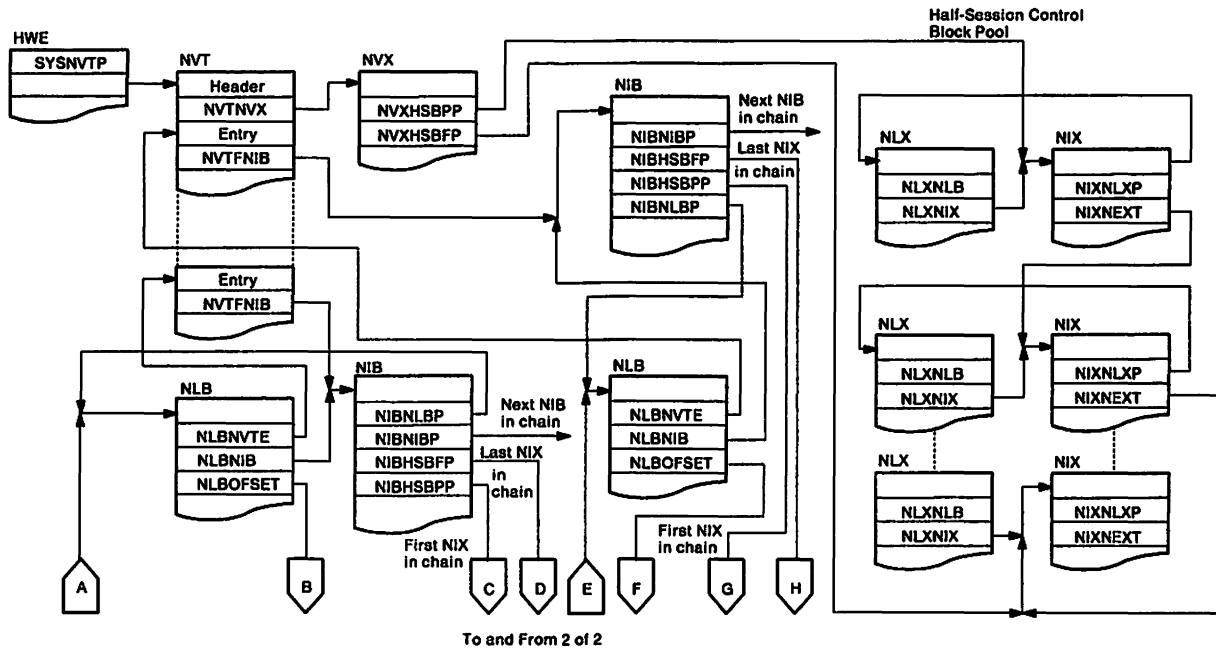 Half-Session Control
Block Pool
HWE
SYSNVTP
NVT
Header
NVTNVX
Entry
NVTFNIB
NVX
NVXHSBPP
NVXHSBFP
NIB
NIBNIBP
NIBHSBFP
NIBHSBPP
NIBNLBP
Next NIB
in chain
Last NIX
in chain
NLX
NLXNLB
NLXNIX
NIX
NIXNLXP
NIXNEXT
Entry
NVTFNIB
NLX
NLXNLB
NLXNIX
NIX
NIXNLXP
NIXNEXT
NLB
NLBNVTE
NLBNIB
NLBOFSET
NIB
NIBNLBP
NIBNIBP
NIBHSBFP
NIBHSBPP
Next NIB
in chain
Last NIX
in
chain
First NIX
in chain
NLB
NLBNVTE
NLBNIB
NLBOFSET
First NIX
in chain
NLX
NLXNLB
NLXNIX
NIX
NIXNLXP
NIXNEXT
A
B
C
D
E
F
G
H
To and From 2 of 2